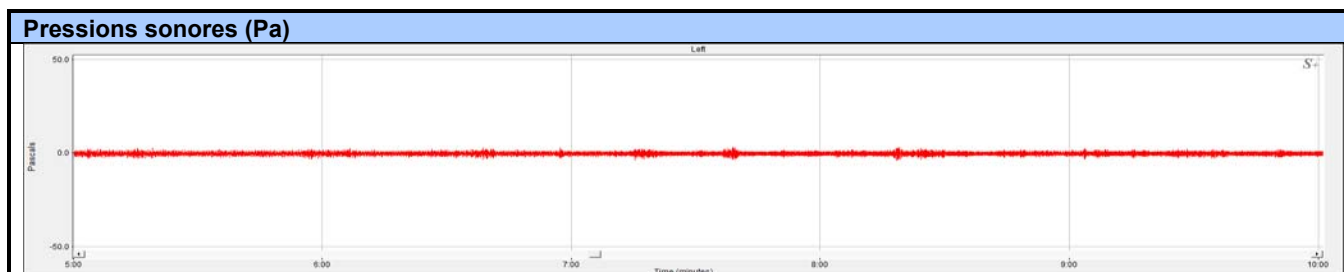 Pressions sonores (Pa)
Left
50.0
S
Pascals
0.0
-50.0
5:00 6:00 7:00 8:00 9:00 10:00
Time (minutes)